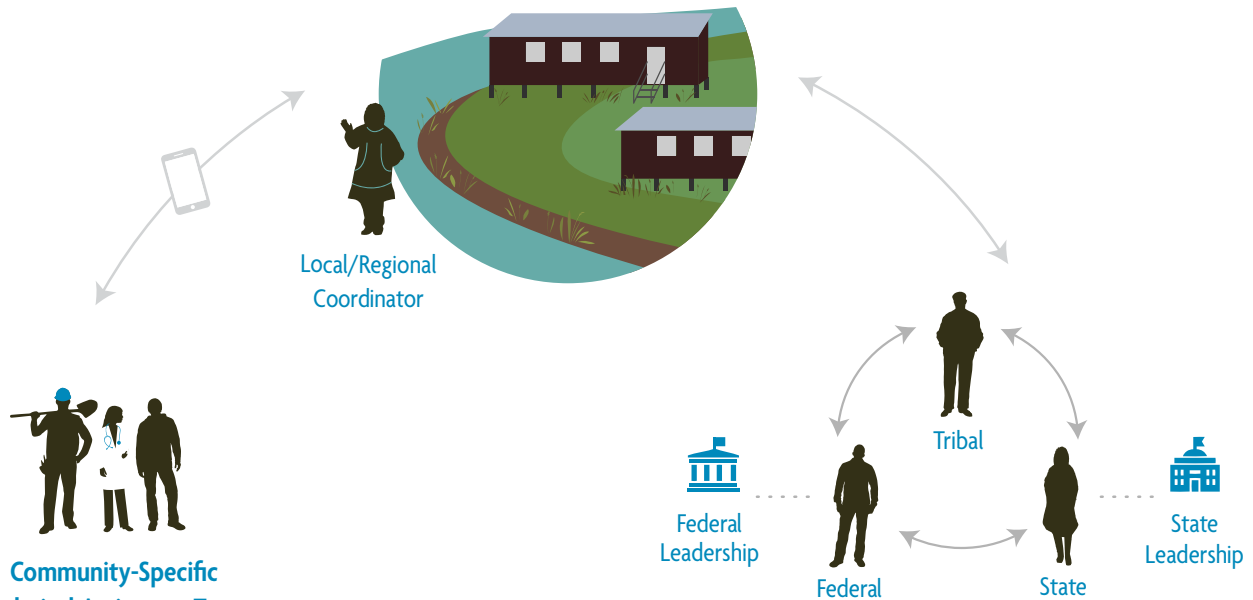 Local/Regional
Coordinator
Tribal
Federal
Leadership
State
Leadership
Community-Specific
Federal
State